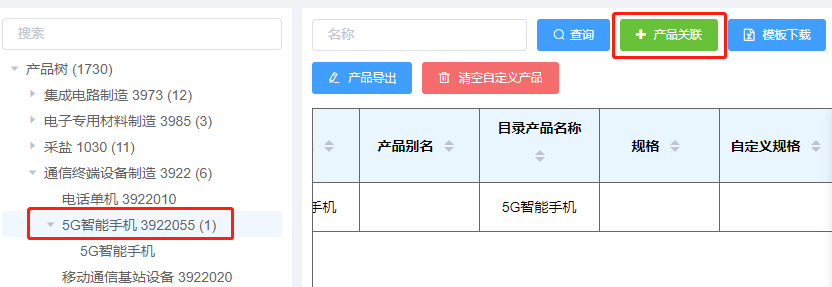 搜索
产品树 (1730)
集成电路制造 3973 (12)
电子专用材料制造 3985 (3)
采盐 1030 (11)
通信终端设备制造 3922 (6)
电话单机 3922010
5G智能手机 3922055 (1)
5G智能手机
移动通信基站设备 3922020
名称 查询 产品关联 模板下载
产品导出 清空自定义产品
产品别名 目录产品名称 规格 自定义规格
手机 5G智能手机